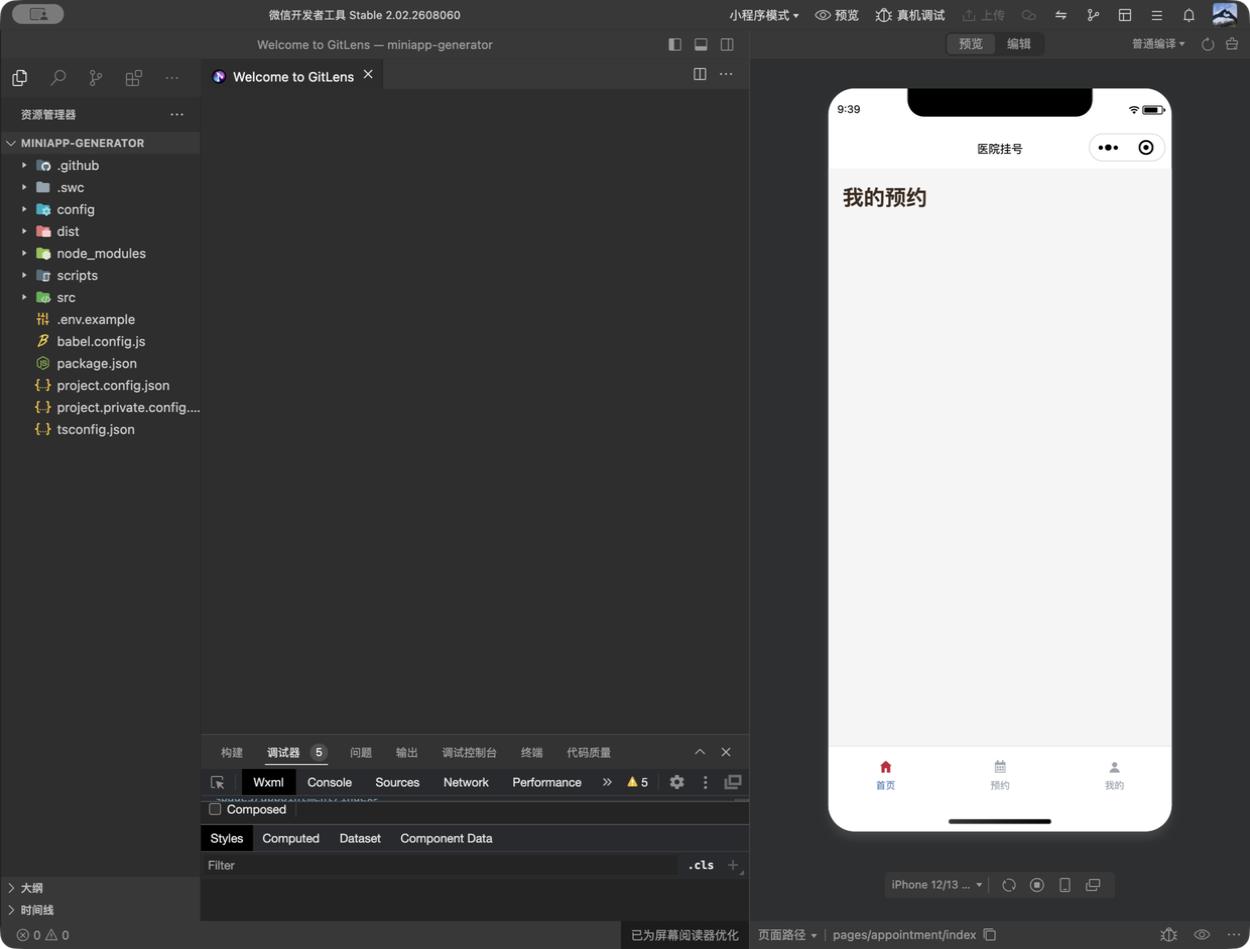 微信开发者工具 Stable 2.02.2608060
小程序模式
预览
真机调试
上传
Welcome to GitLens — miniapp-generator
预览
编辑
普通编译
Welcome to GitLens
资源管理器
MINIAPP-GENERATOR
.github
.swc
config
dist
node_modules
scripts
src
.env.example
babel.config.js
package.json
project.config.json
project.private.config....
tsconfig.json
大纲
时间线
0
0
构建
调试器 5
问题
输出
调试控制台
终端
代码质量
Wxml
Console
Sources
Network
Performance
5
Composed
Styles
Computed
Dataset
Component Data
Filter
.cls
已为屏幕阅读器优化
9:39
医院挂号
我的预约
首页
预约
我的
iPhone 12/13 ...
页面路径
pages/appointment/index